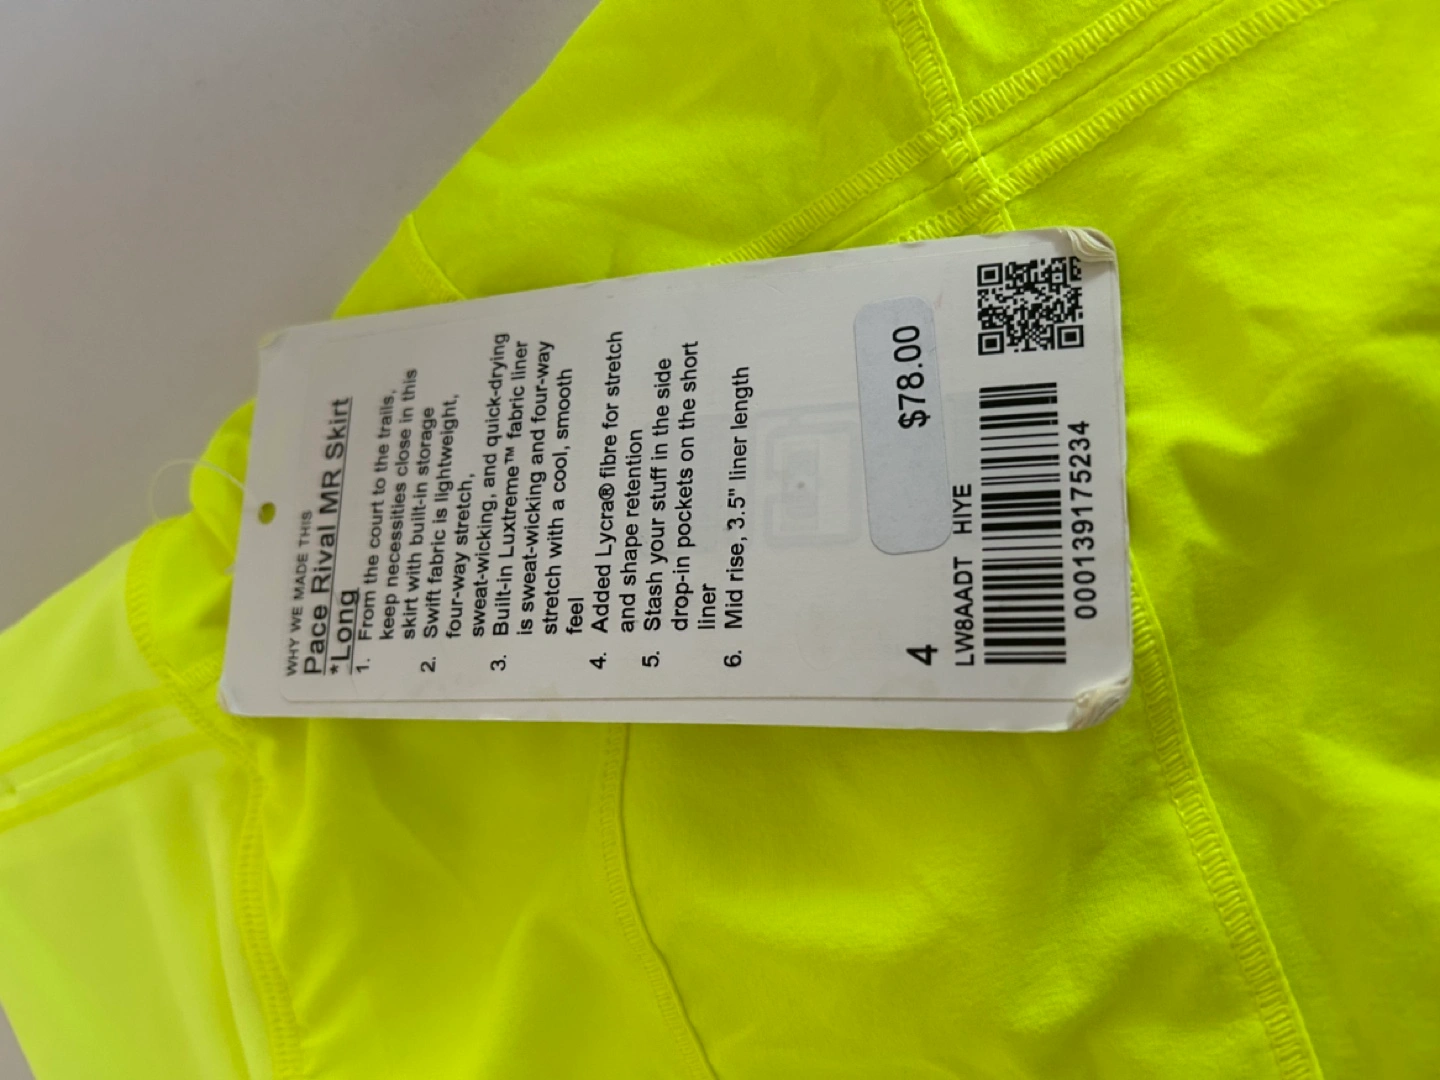 WHY WE MADE THIS
Pace Rival MR Skirt
*Long
1. From the court to the trails,
keep necessities close in this
skirt with built-in storage
2. Swift fabric is lightweight,
four-way stretch,
sweat-wicking, and quick-drying
3. Built-in Luxtreme™ fabric liner
is sweat-wicking and four-way
stretch with a cool, smooth
feel
4. Added Lycra® fibre for stretch
and shape retention
5. Stash your stuff in the side
drop-in pockets on the short
liner
6. Mid rise, 3.5" liner length
$78.00
4
LW8AADT HIYE
000139175234